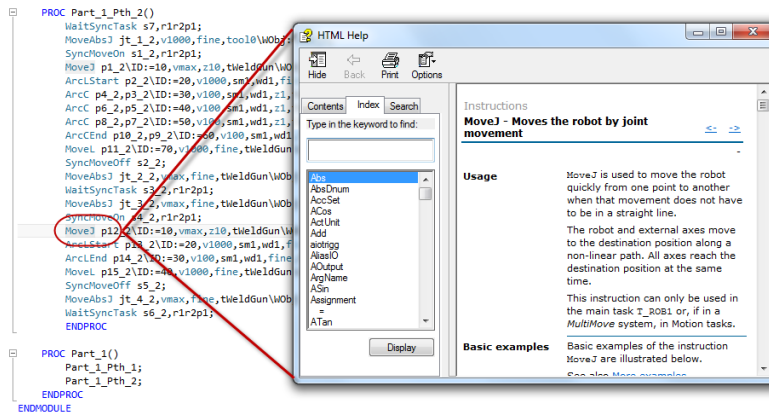 PROC Part_1_Pth_2()
WaitSyncTask s7,r1r2p1;
MoveAbsJ jt_1_2,v1000,fine,tool0\WObj:
SyncMoveOn s1_2,r1r2p1;
MoveJ p1_2\ID:=10,vmax,z10,tWeldGun\WO
ArcLStart p2_2\ID:=20,v1000,sm1,wd1,fi
ArcC p4_2,p3_2\ID:=30,v100,sm1,wd1,z1,
ArcC p6_2,p5_2\ID:=40,v100,sm1,wd1,z1,
ArcC p8_2,p7_2\ID:=50,v100,sm1,wd1,z1,
ArcCEnd p10_2,p9_2\ID:=60,v100,sm1,wd1
MoveL p11_2\ID:=70,v1000,fine,tWeldGun
SyncMoveOff s2_2;
MoveAbsJ jt_2_2,vmax,fine,tWeldGun\WOb
WaitSyncTask s3_2,r1r2p1;
MoveAbsJ jt_3_2,vmax,fine,tWeldGun\WOb
SyncMoveOn s4_2,r1r2p1;
MoveJ p12_2\ID:=10,vmax,z10,tWeldGun\W
ArcLStart p13_2\ID:=20,v1000,sm1,wd1,f
ArcLEnd p14_2\ID:=30,v100,sm1,wd1,fine
MoveL p15_2\ID:=40,v1000,fine,tWeldGun
SyncMoveOff s5_2;
MoveAbsJ jt_4_2,vmax,fine,tWeldGun\WOb
WaitSyncTask s6_2,r1r2p1;
ENDPROC
PROC Part_1()
Part_1_Pth_1;
Part_1_Pth_2;
ENDPROC
ENDMODULE
HTML Help
Hide Back Print Options
Contents Index Search
Type in the keyword to find:
Abs
AbsDnum
AccSet
ACos
ActUnit
Add
aiotrigg
AliasIO
AOutput
ArgName
ASin
Assignment
=
ATan
Display
Instructions
MoveJ - Moves the robot by joint
movement
<- ->
-
Usage
MoveJ is used to move the robot
quickly from one point to another
when that movement does not have
to be in a straight line.
The robot and external axes move
to the destination position along a
non-linear path. All axes reach the
destination position at the same
time.
This instruction can only be used in
the main task T_ROB1 or, if in a
MultiMove system, in Motion tasks.
Basic examples
Basic examples of the instruction
MoveJ are illustrated below.
See also More examples